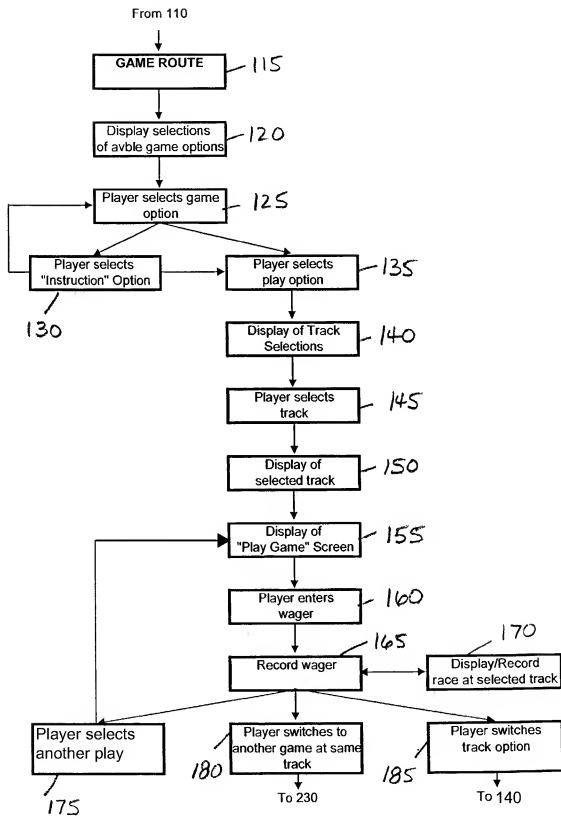 From 110
GAME ROUTE
115
Display selections
of avble game options
120
Player selects game
option
125
Player selects
"Instruction" Option
130
Player selects
play option
135
Display of Track
Selections
140
Player selects
track
145
Display of
selected track
150
Display of
"Play Game" Screen
155
Player enters
wager
160
Record wager
165
Display/Record
race at selected track
170
Player selects
another play
175
Player switches to
another game at same
track
180
Player switches
track option
185
To 230
To 140